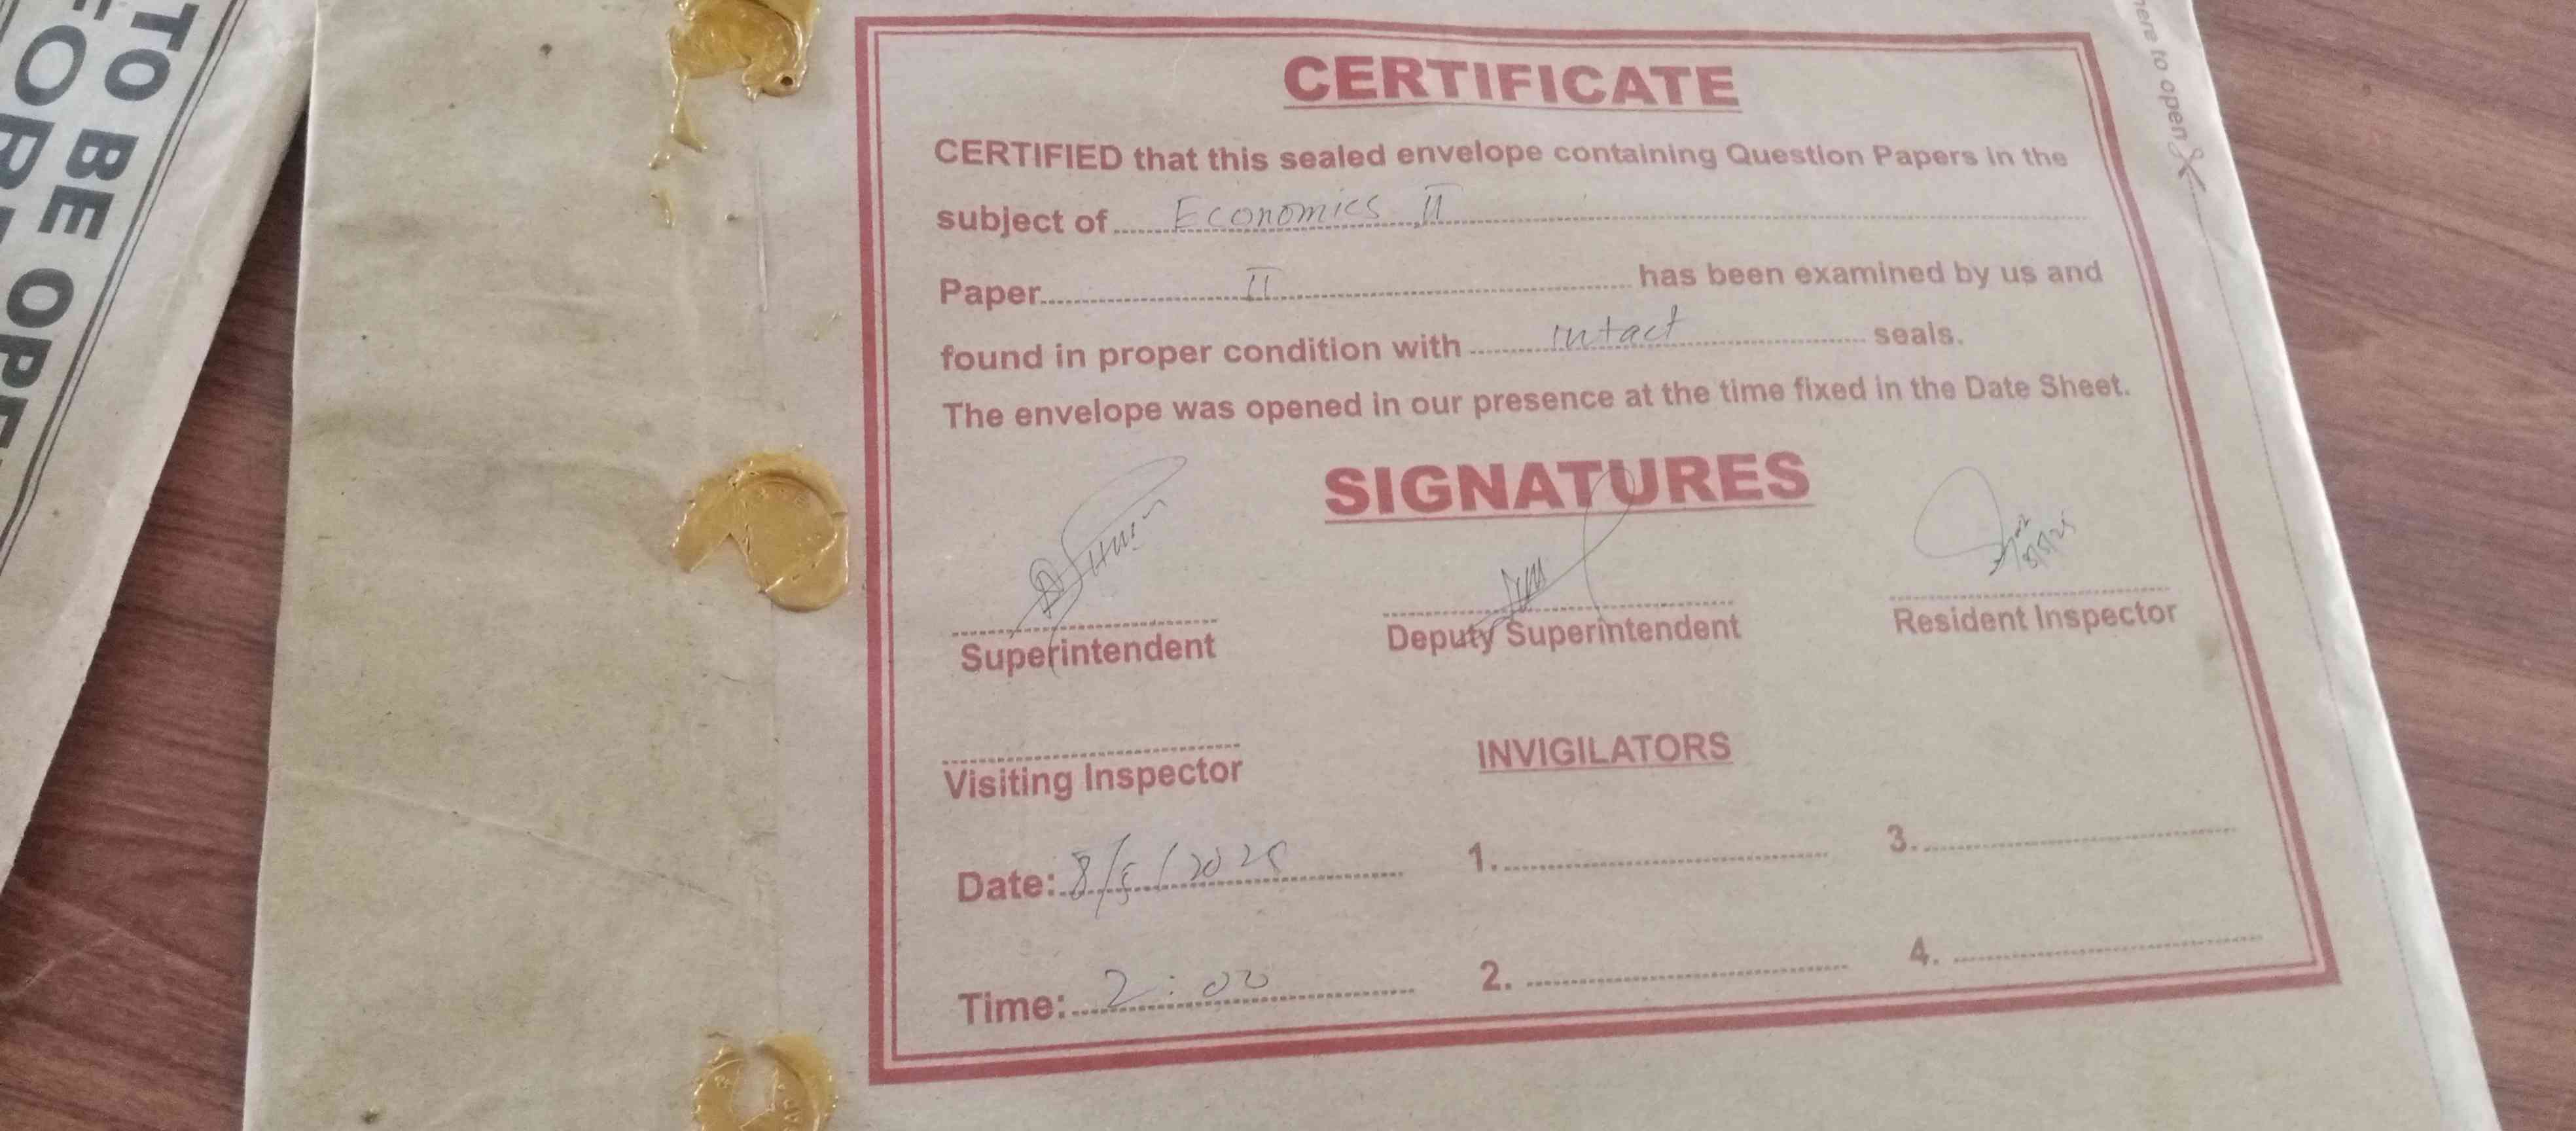 TO BE OPE
FORE
here to open
CERTIFICATE
CERTIFIED that this sealed envelope containing Question Papers in the
subject of Economics II
Paper II has been examined by us and
found in proper condition with intact seals.
The envelope was opened in our presence at the time fixed in the Date Sheet.
SIGNATURES
8/5/25
Superintendent Deputy Superintendent Resident Inspector
Visiting Inspector INVIGILATORS
Date: 8/5/2025 1. 3.
Time: 2:00 2. 4.